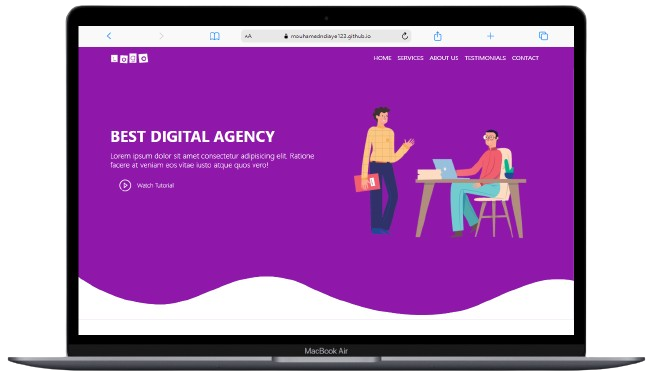 AA mouhamedndiaye123.github.io
LOGO
HOME SERVICES ABOUT US TESTIMONIALS CONTACT
BEST DIGITAL AGENCY
Lorem ipsum dolor sit amet consectetur adipisicing elit. Ratione
facere at veniam eos vitae iusto atque quos vero!
Watch Tutorial
MacBook Air